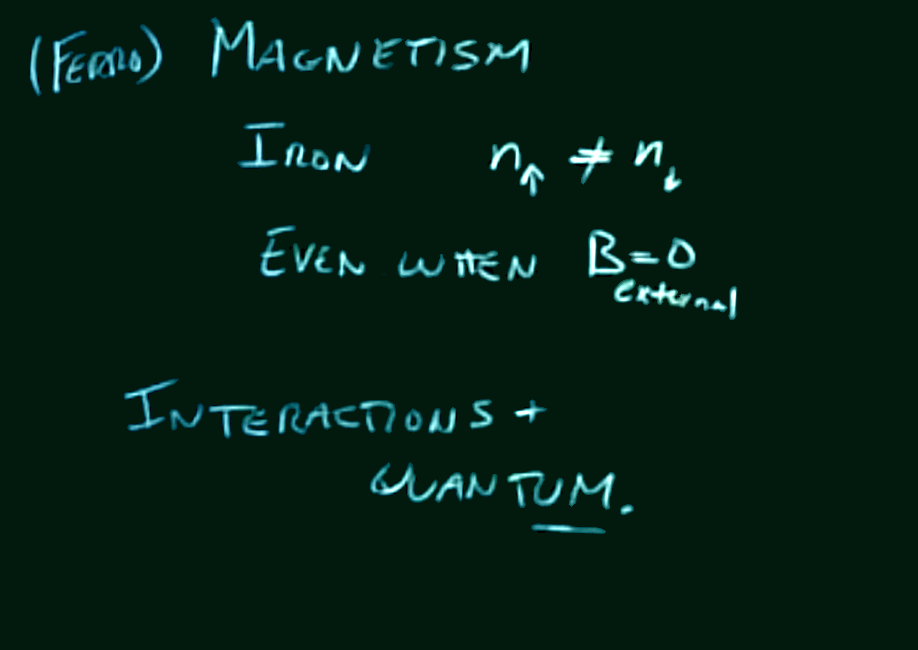 (FERRO) MAGNETISM
IRON n↑ ≠ n↓
EVEN WHEN B=0
external
INTERACTIONS +
QUANTUM.